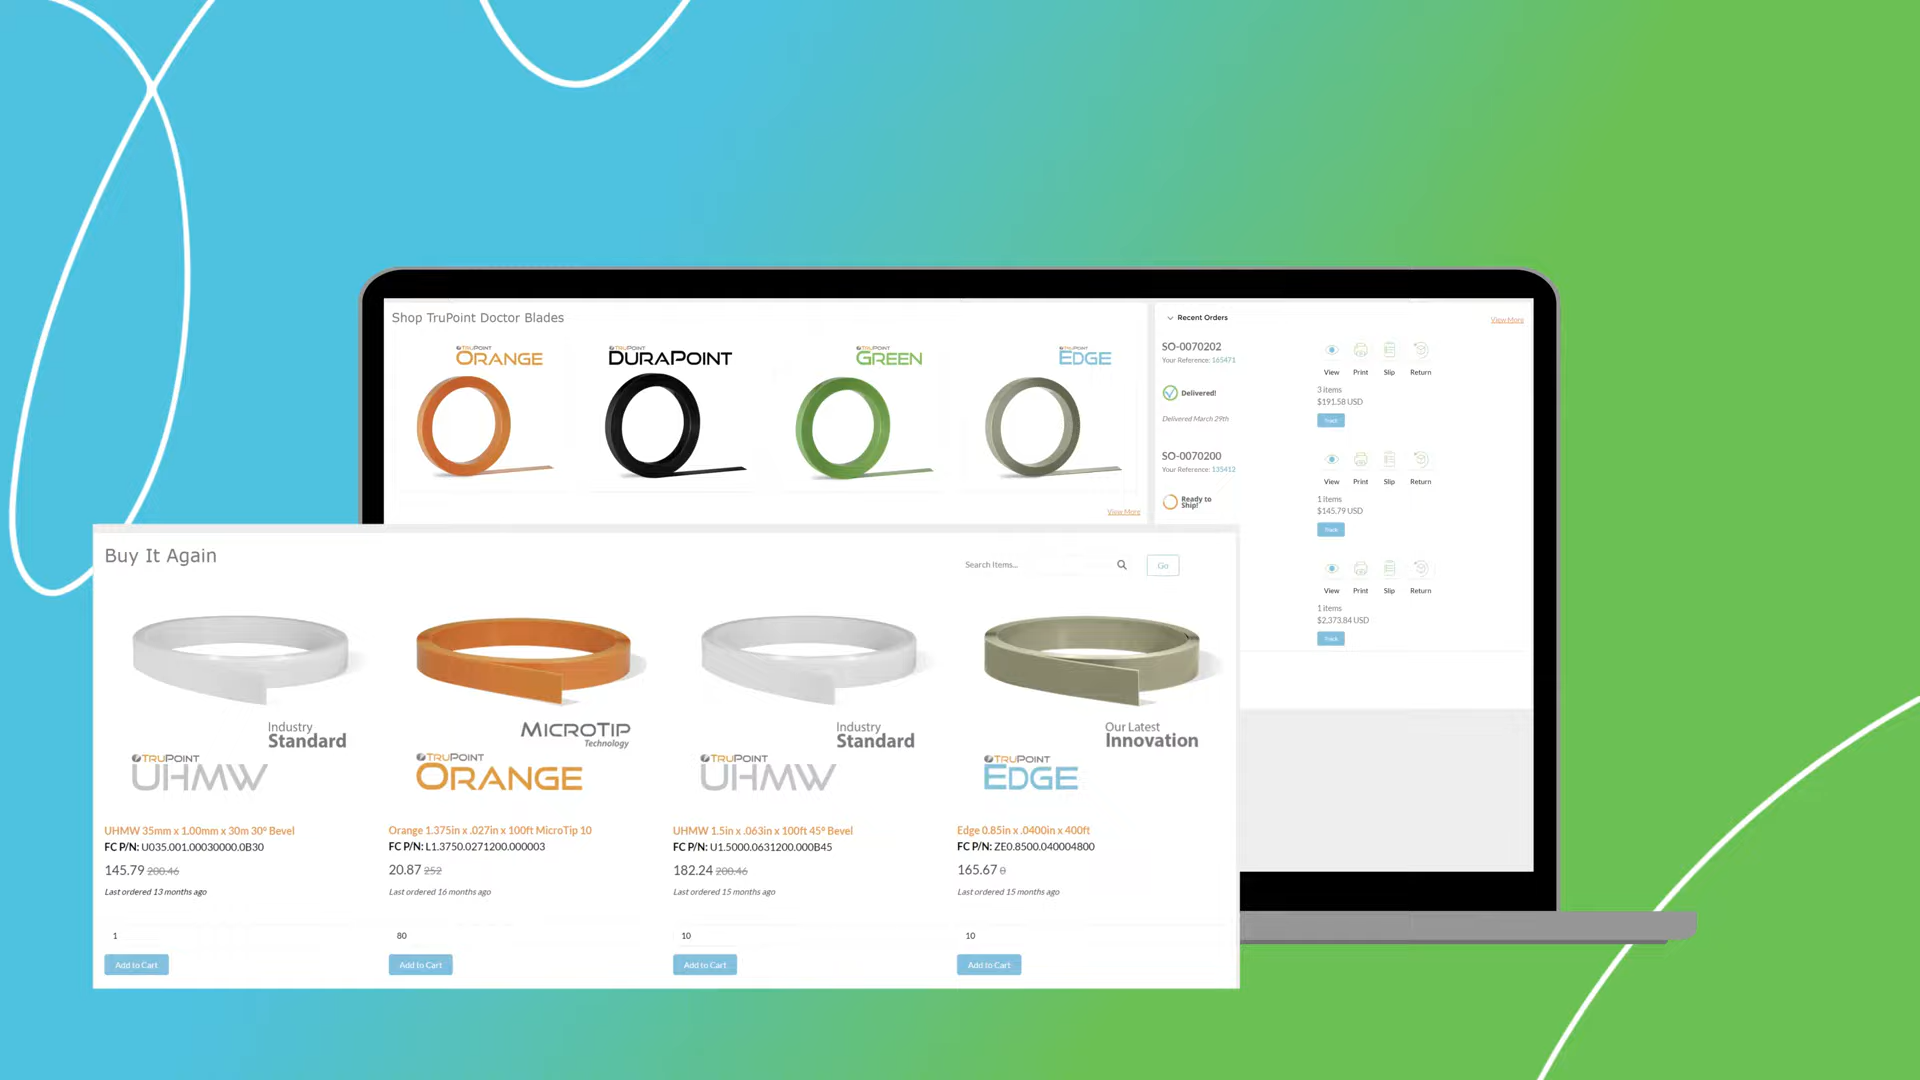 Shop TruPoint Doctor Blades
TRUPOINT
ORANGE
TRUPOINT
DURAPOINT
TRUPOINT
GREEN
TRUPOINT
EDGE
View More
Recent Orders
View More
SO-0070202
Your Reference: 165471
View Print Slip Return
Delivered!
3 items
$191.58 USD
Delivered March 29th
Track
SO-0070200
Your Reference: 135412
View Print Slip Return
Ready to
Ship!
1 items
$145.79 USD
Track
View Print Slip Return
1 items
$2,373.84 USD
Track
Buy It Again
Search Items...
Go
Industry
Standard
TRUPOINT
UHMW
UHMW 35mm x 1.00mm x 30m 30° Bevel
FC P/N: U035.001.00030000.0B30
145.79 200.46
Last ordered 13 months ago
1
Add to Cart
MICROTIP
Technology
TRUPOINT
ORANGE
Orange 1.375in x .027in x 100ft MicroTip 10
FC P/N: L1.3750.0271200.000003
20.87 252
Last ordered 16 months ago
80
Add to Cart
Industry
Standard
TRUPOINT
UHMW
UHMW 1.5in x .063in x 100ft 45° Bevel
FC P/N: U1.5000.0631200.000B45
182.24 200.46
Last ordered 15 months ago
10
Add to Cart
Our Latest
Innovation
TRUPOINT
EDGE
Edge 0.85in x .0400in x 400ft
FC P/N: ZE0.8500.040004800
165.67 0
Last ordered 15 months ago
10
Add to Cart